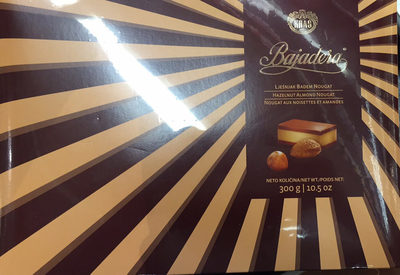 KRAŠ
Bajadera
LJEŠNJAK BADEM NOUGAT
HAZELNUT ALMOND NOUGAT
NOUGAT AUX NOISETTES ET AMANDES
NETO KOLIČINA/NET WT./POIDS NET:
300 g | 10.5 oz